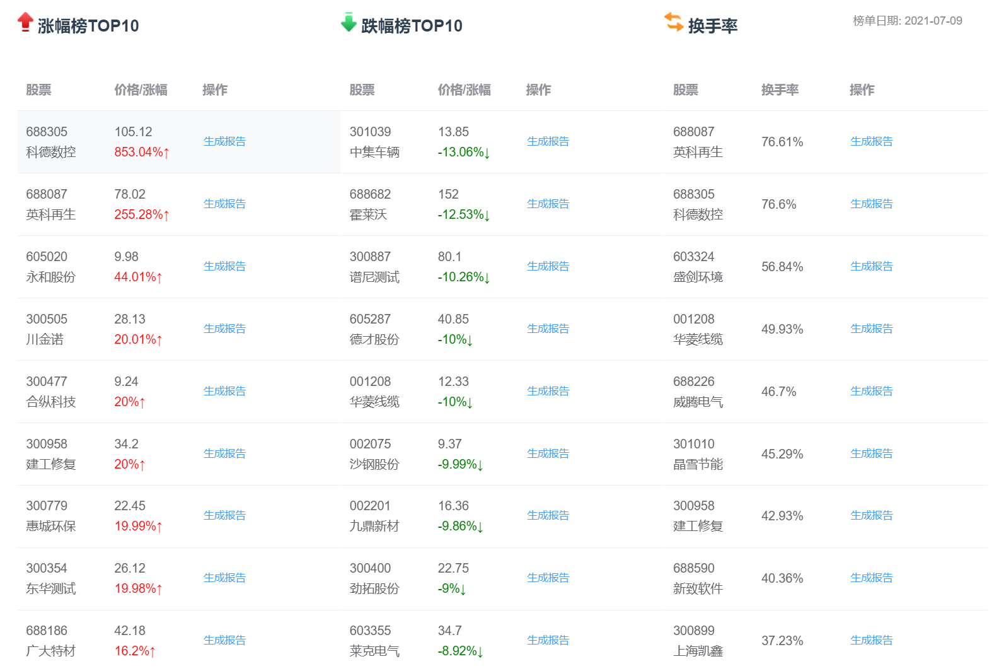 涨幅榜TOP10
跌幅榜TOP10
换手率
榜单日期: 2021-07-09
股票 价格/涨幅 操作 股票 价格/涨幅 操作 股票 换手率 操作
688305 105.12 301039 13.85 688087
生成报告 生成报告 76.61% 生成报告
科德数控 853.04%↑ 中集车辆 -13.06%↓ 英科再生
688087 78.02 688682 152 688305
生成报告 生成报告 76.6% 生成报告
英科再生 255.28%↑ 霍莱沃 -12.53%↓ 科德数控
605020 9.98 300887 80.1 603324
生成报告 生成报告 56.84% 生成报告
永和股份 44.01%↑ 谱尼测试 -10.26%↓ 盛剑环境
300505 28.13 605287 40.85 001208
生成报告 生成报告 49.93% 生成报告
川金诺 20.01%↑ 德才股份 -10%↓ 华菱线缆
300477 9.24 001208 12.33 688226
生成报告 生成报告 46.7% 生成报告
合纵科技 20%↑ 华菱线缆 -10%↓ 威腾电气
300958 34.2 002075 9.37 301010
生成报告 生成报告 45.29% 生成报告
建工修复 20%↑ 沙钢股份 -9.99%↓ 晶雪节能
300779 22.45 002201 16.36 300958
生成报告 生成报告 42.93% 生成报告
惠城环保 19.99%↑ 九鼎新材 -9.86%↓ 建工修复
300354 26.12 300400 22.75 688590
生成报告 生成报告 40.36% 生成报告
东华测试 19.98%↑ 劲拓股份 -9%↓ 新致软件
688186 42.18 603355 34.7 300899
生成报告 生成报告 37.23% 生成报告
广大特材 16.2%↑ 莱克电气 -8.92%↓ 上海凯鑫